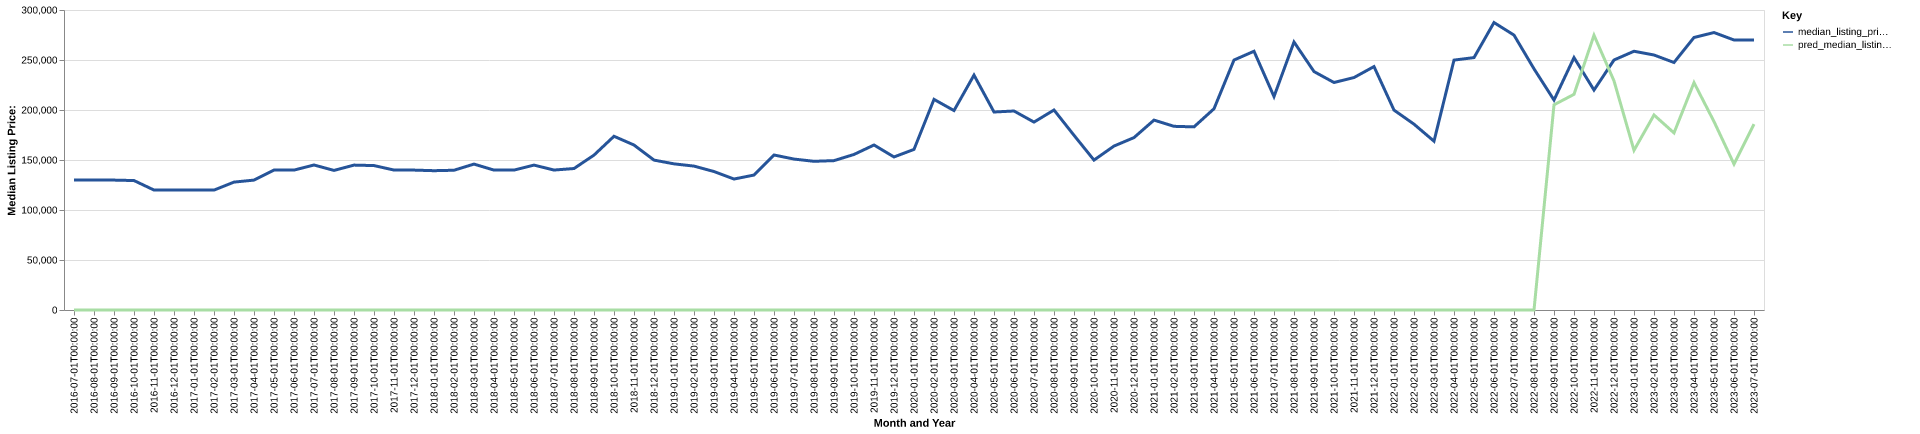 300,000
250,000
200,000
150,000
100,000
50,000
0
Median Listing Price:
2016-07-01T00:00:00
2016-08-01T00:00:00
2016-09-01T00:00:00
2016-10-01T00:00:00
2016-11-01T00:00:00
2016-12-01T00:00:00
2017-01-01T00:00:00
2017-02-01T00:00:00
2017-03-01T00:00:00
2017-04-01T00:00:00
2017-05-01T00:00:00
2017-06-01T00:00:00
2017-07-01T00:00:00
2017-08-01T00:00:00
2017-09-01T00:00:00
2017-10-01T00:00:00
2017-11-01T00:00:00
2017-12-01T00:00:00
2018-01-01T00:00:00
2018-02-01T00:00:00
2018-03-01T00:00:00
2018-04-01T00:00:00
2018-05-01T00:00:00
2018-06-01T00:00:00
2018-07-01T00:00:00
2018-08-01T00:00:00
2018-09-01T00:00:00
2018-10-01T00:00:00
2018-11-01T00:00:00
2018-12-01T00:00:00
2019-01-01T00:00:00
2019-02-01T00:00:00
2019-03-01T00:00:00
2019-04-01T00:00:00
2019-05-01T00:00:00
2019-06-01T00:00:00
2019-07-01T00:00:00
2019-08-01T00:00:00
2019-09-01T00:00:00
2019-10-01T00:00:00
2019-11-01T00:00:00
2019-12-01T00:00:00
2020-01-01T00:00:00
2020-02-01T00:00:00
2020-03-01T00:00:00
2020-04-01T00:00:00
2020-05-01T00:00:00
2020-06-01T00:00:00
2020-07-01T00:00:00
2020-08-01T00:00:00
2020-09-01T00:00:00
2020-10-01T00:00:00
2020-11-01T00:00:00
2020-12-01T00:00:00
2021-01-01T00:00:00
2021-02-01T00:00:00
2021-03-01T00:00:00
2021-04-01T00:00:00
2021-05-01T00:00:00
2021-06-01T00:00:00
2021-07-01T00:00:00
2021-08-01T00:00:00
2021-09-01T00:00:00
2021-10-01T00:00:00
2021-11-01T00:00:00
2021-12-01T00:00:00
2022-01-01T00:00:00
2022-02-01T00:00:00
2022-03-01T00:00:00
2022-04-01T00:00:00
2022-05-01T00:00:00
2022-06-01T00:00:00
2022-07-01T00:00:00
2022-08-01T00:00:00
2022-09-01T00:00:00
2022-10-01T00:00:00
2022-11-01T00:00:00
2022-12-01T00:00:00
2023-01-01T00:00:00
2023-02-01T00:00:00
2023-03-01T00:00:00
2023-04-01T00:00:00
2023-05-01T00:00:00
2023-06-01T00:00:00
2023-07-01T00:00:00
Month and Year
Key
median_listing_pri…
pred_median_listin…